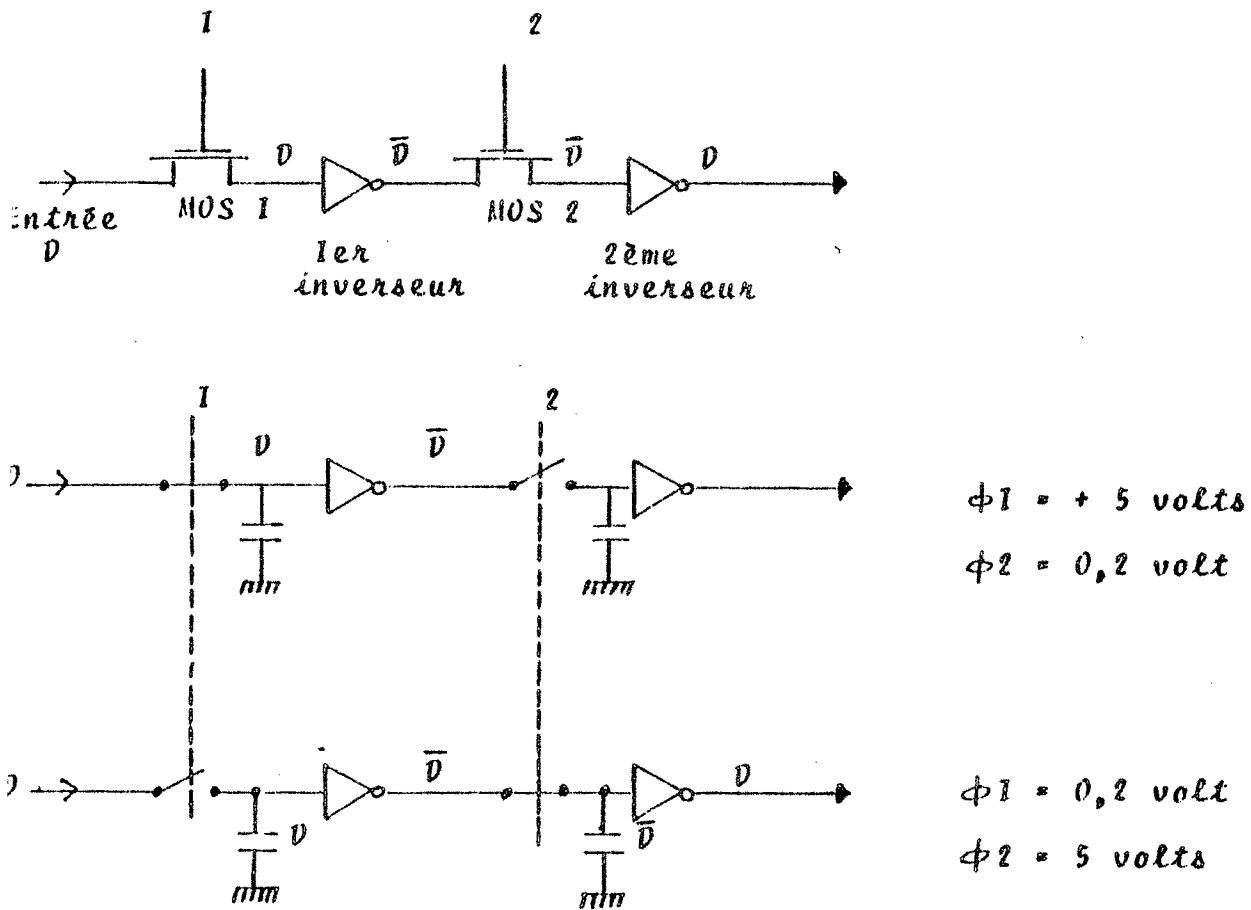 1 2
D D̅ D̅ D
MOS 1 MOS 2
Entrée
D
1er
inverseur
2ème
inverseur
1 2
D D̅
D
ϕ1 = + 5 volts
ϕ2 = 0,2 volt
D̅ D
D
D D̅
ϕ1 = 0,2 volt
ϕ2 = 5 volts